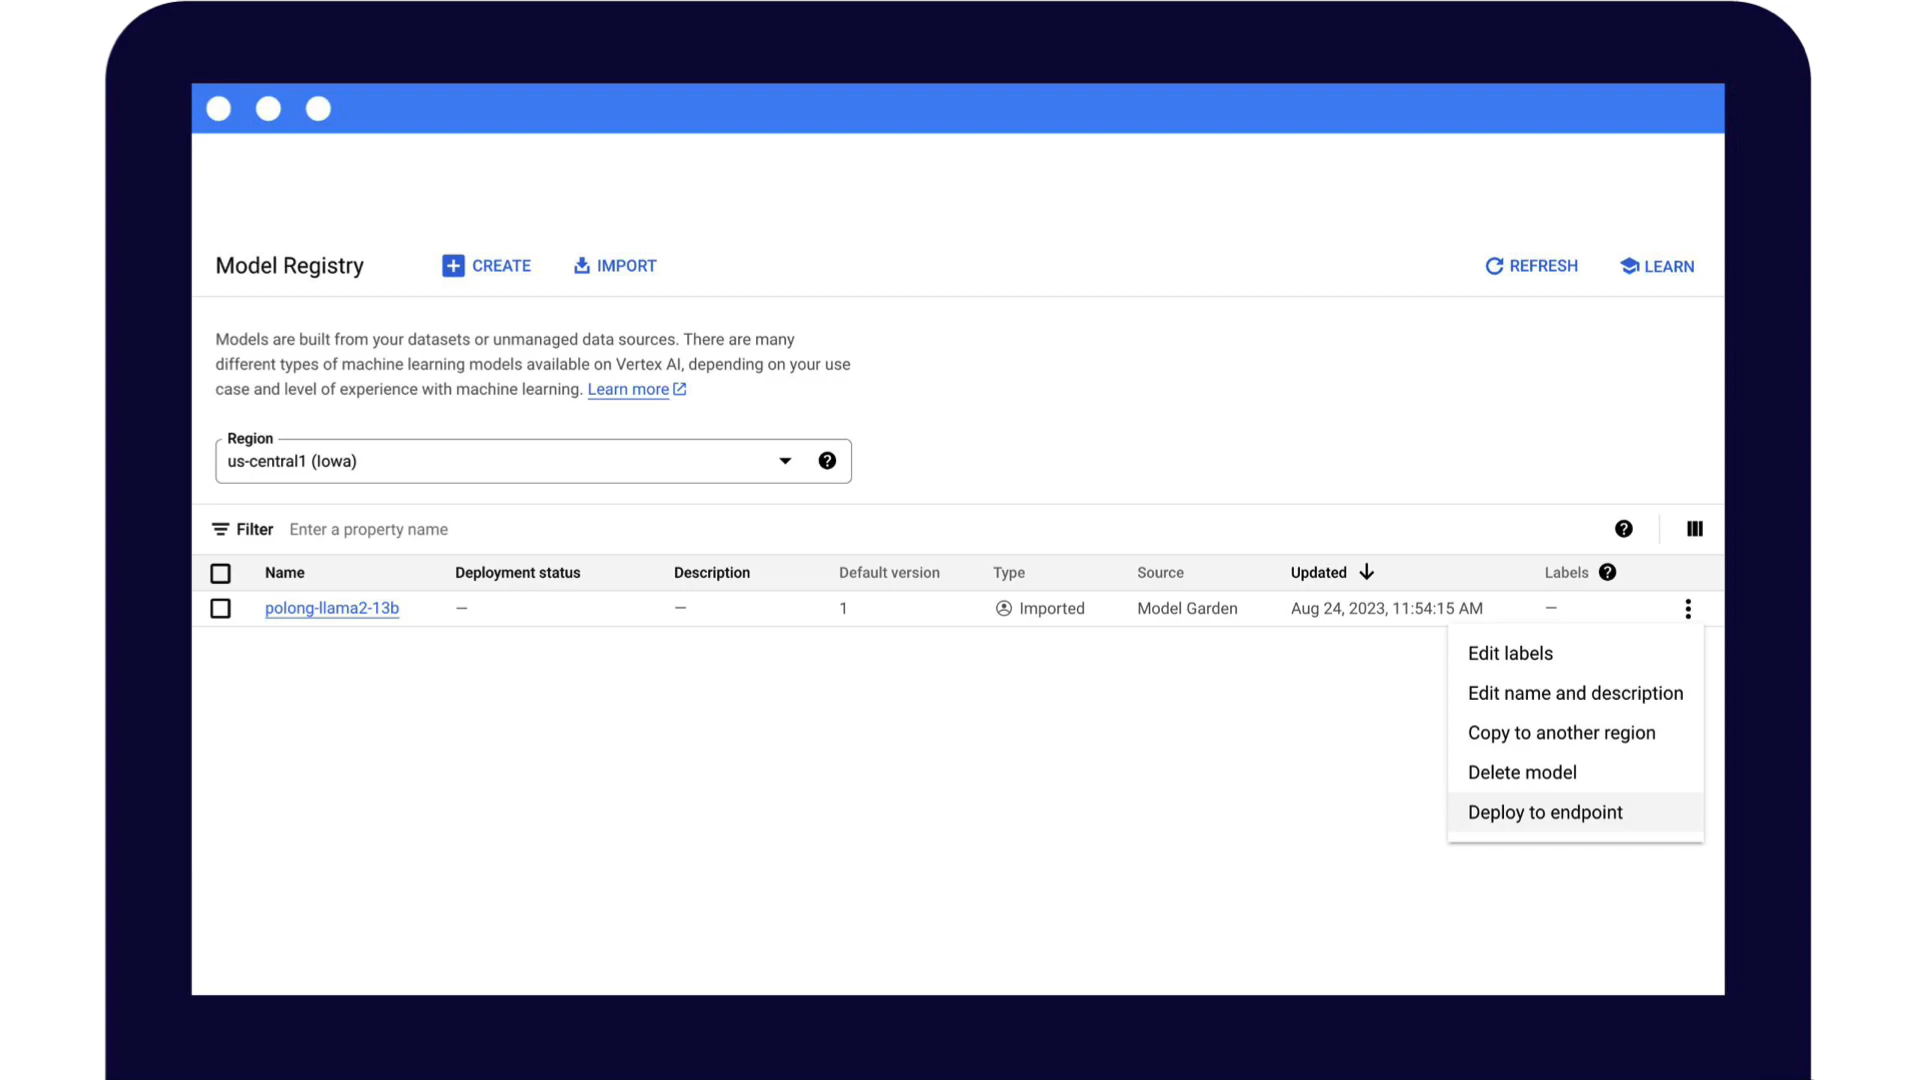 Model Registry CREATE IMPORT REFRESH LEARN
Models are built from your datasets or unmanaged data sources. There are many
different types of machine learning models available on Vertex AI, depending on your use
case and level of experience with machine learning. Learn more
Region
us-central1 (Iowa)
Filter Enter a property name
Name Deployment status Description Default version Type Source Updated Labels
polong-llama2-13b — — 1 Imported Model Garden Aug 24, 2023, 11:54:15 AM —
Edit labels
Edit name and description
Copy to another region
Delete model
Deploy to endpoint